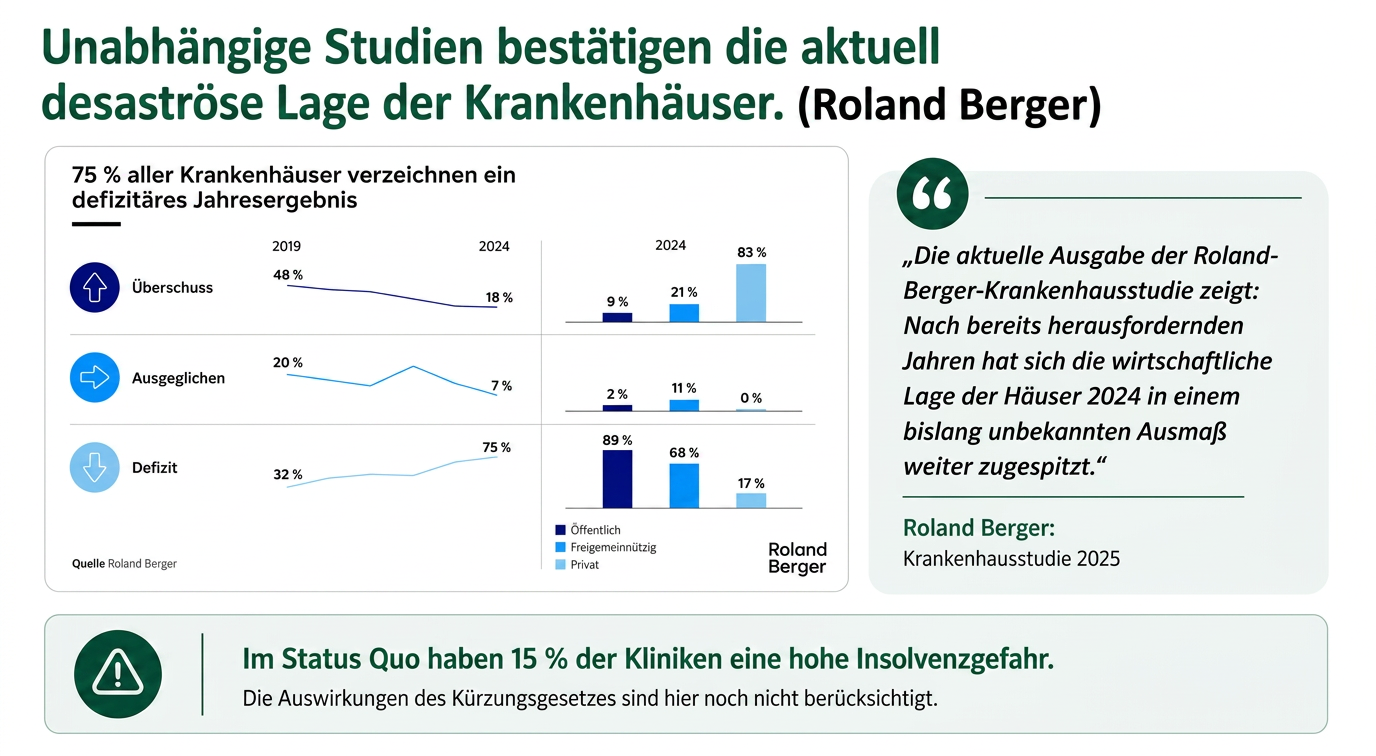 Unabhängige Studien bestätigen die aktuell
desaströse Lage der Krankenhäuser. (Roland Berger)
75 % aller Krankenhäuser verzeichnen ein
defizitäres Jahresergebnis
2019
2024
2024
Überschuss
48 %
18 %
9 %
21 %
83 %
Ausgeglichen
20 %
7 %
2 %
11 %
0 %
Defizit
32 %
75 %
89 %
68 %
17 %
Öffentlich
Freigemeinnützig
Privat
Quelle Roland Berger
Roland
Berger
„Die aktuelle Ausgabe der Roland-
Berger-Krankenhausstudie zeigt:
Nach bereits herausfordernden
Jahren hat sich die wirtschaftliche
Lage der Häuser 2024 in einem
bislang unbekannten Ausmaß
weiter zugespitzt.“
Roland Berger:
Krankenhausstudie 2025
Im Status Quo haben 15 % der Kliniken eine hohe Insolvenzgefahr.
Die Auswirkungen des Kürzungsgesetzes sind hier noch nicht berücksichtigt.